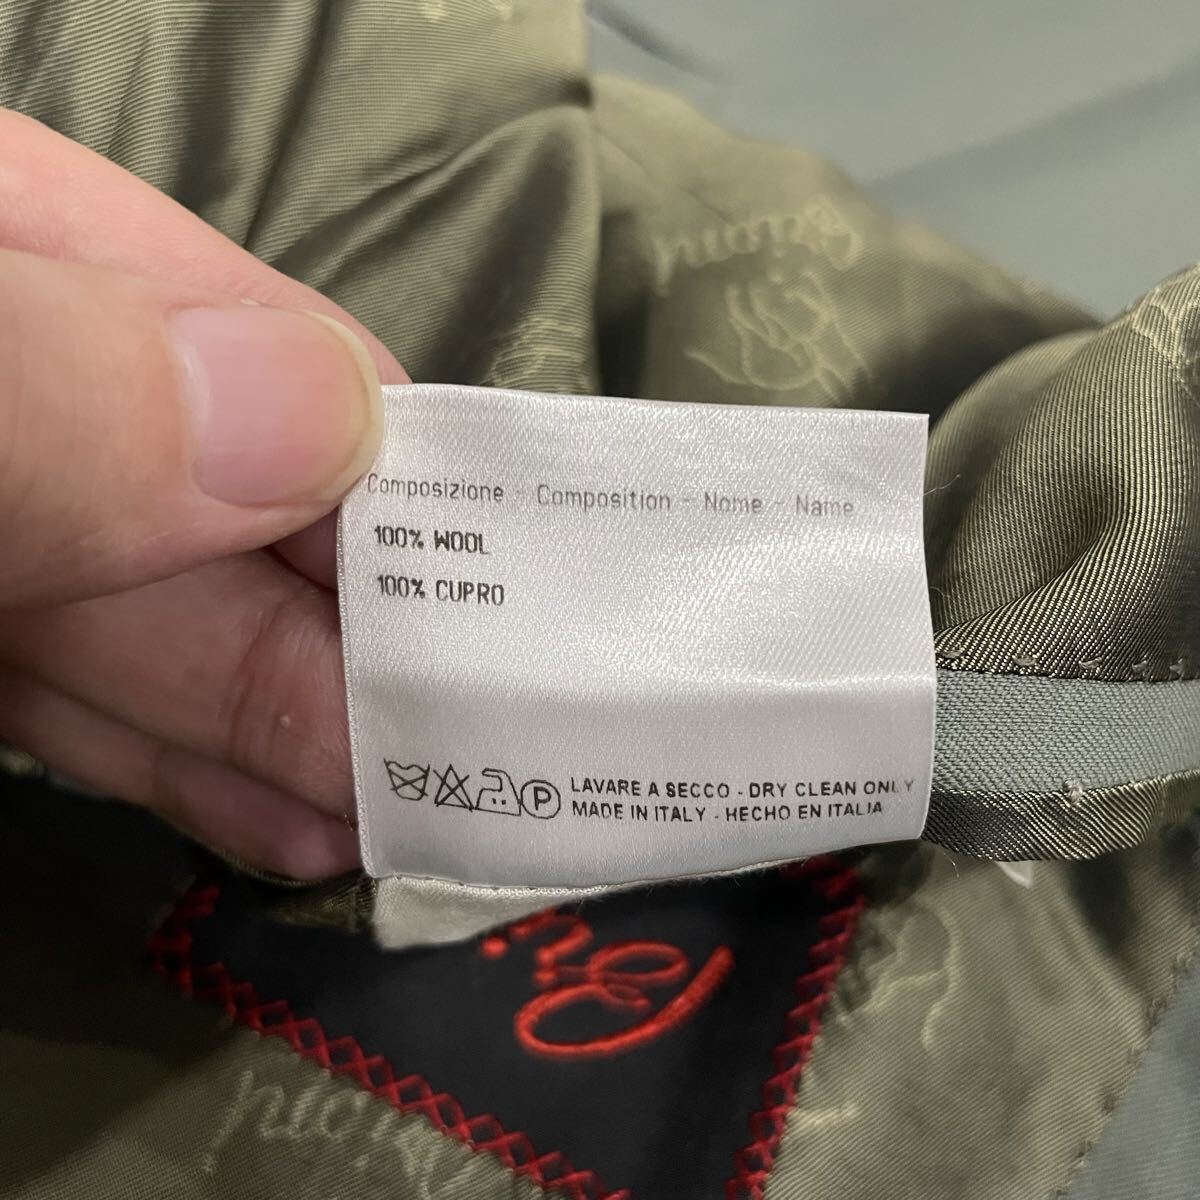 Composizione - Composition - Nome - Name
100% WOOL
100% CUPRO
P LAVARE A SECCO - DRY CLEAN ONLY
MADE IN ITALY - HECHO EN ITALIA